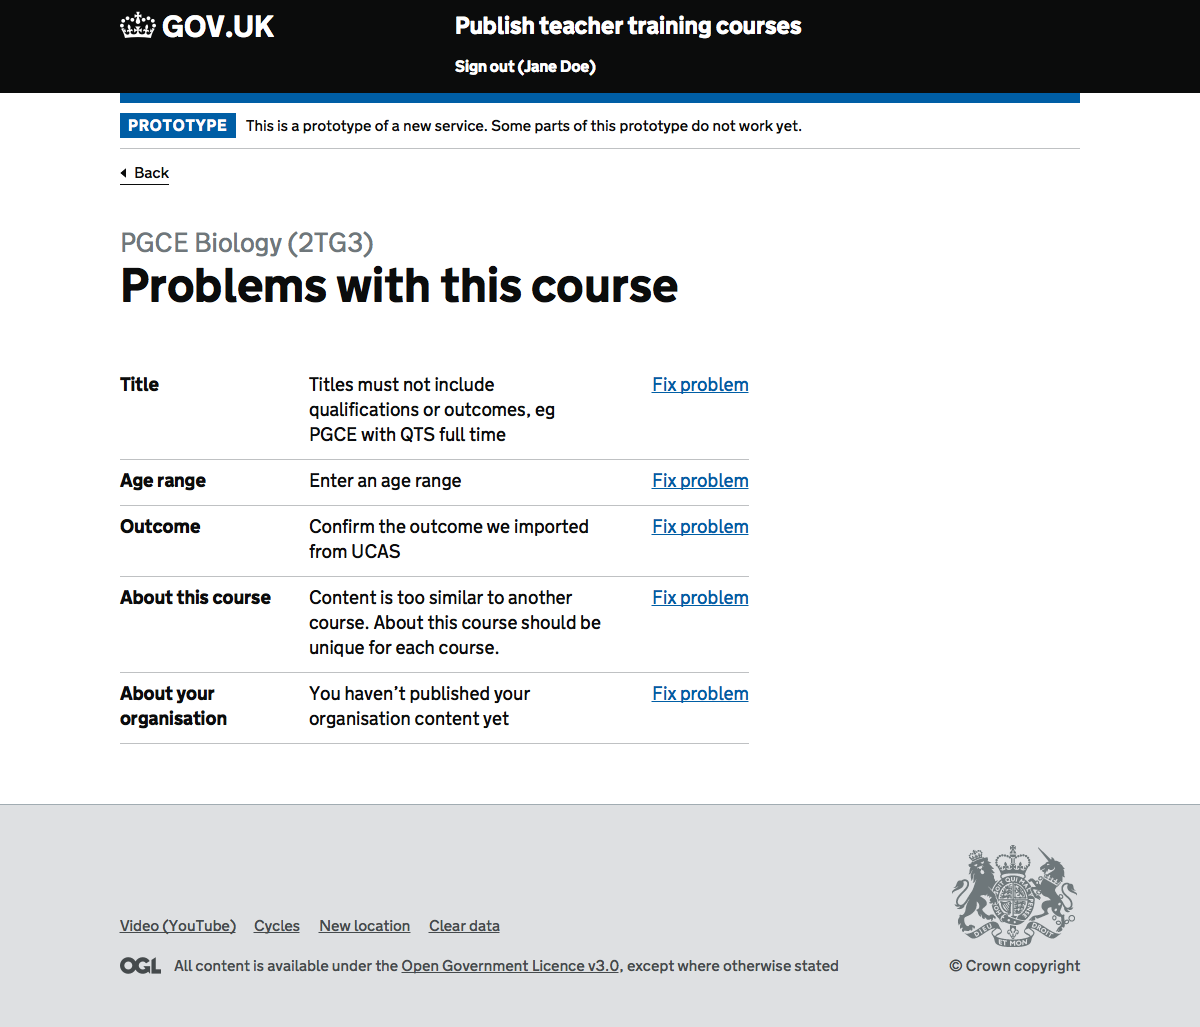 GOV.UK
Publish teacher training courses
Sign out (Jane Doe)
PROTOTYPE This is a prototype of a new service. Some parts of this prototype do not work yet.
Back
PGCE Biology (2TG3)
Problems with this course
Title
Titles must not include
qualifications or outcomes, eg
PGCE with QTS full time
Fix problem
Age range
Enter an age range
Fix problem
Outcome
Confirm the outcome we imported
from UCAS
Fix problem
About this course
Content is too similar to another
course. About this course should be
unique for each course.
Fix problem
About your
organisation
You haven’t published your
organisation content yet
Fix problem
Video (YouTube) Cycles New location Clear data
OGL All content is available under the Open Government Licence v3.0, except where otherwise stated
DIEU ET MON DROIT
© Crown copyright